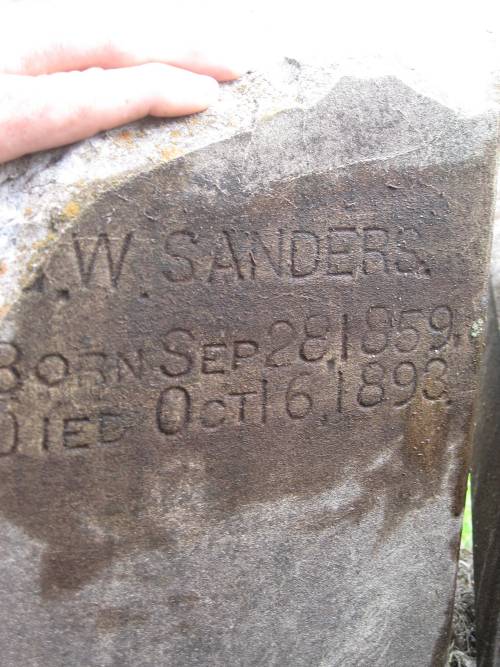 .W. SANDERS.
BORN SEP 28, 1859.
DIED OCT 16, 1893.